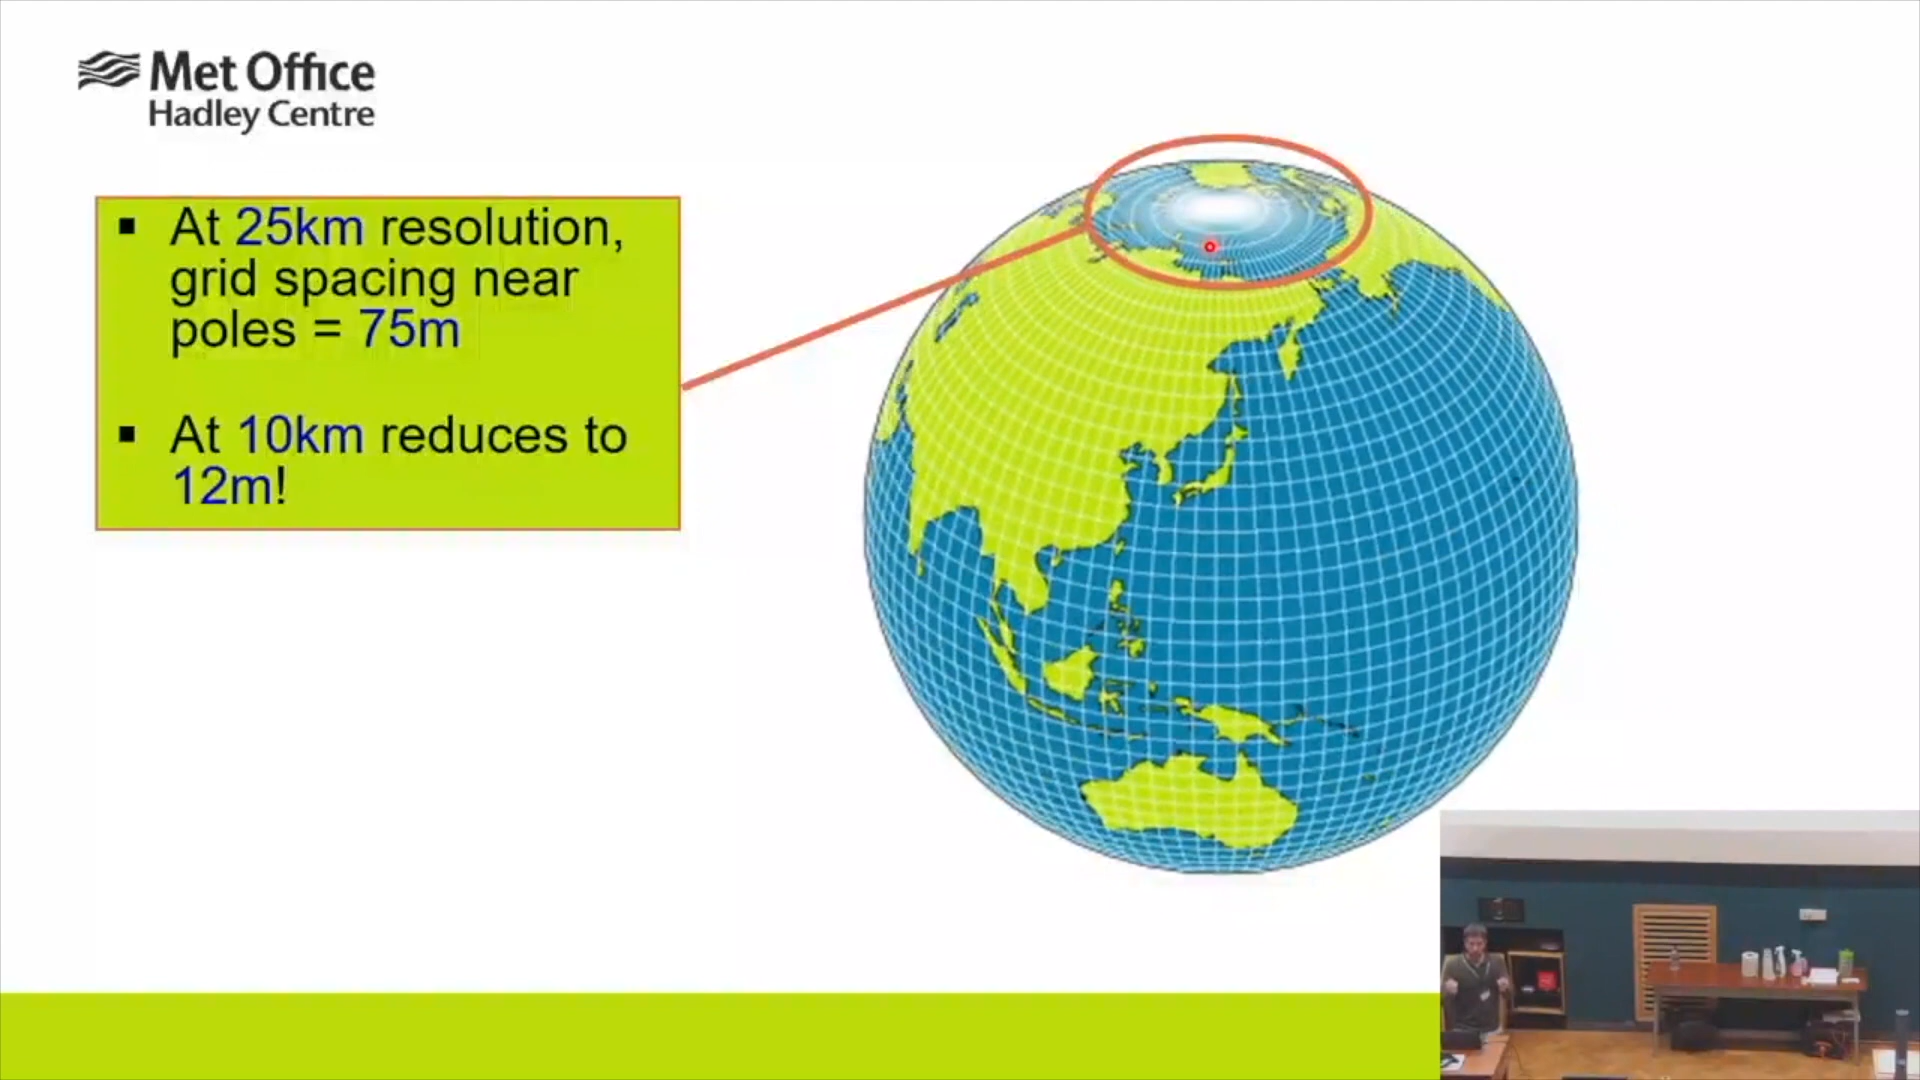 Met Office
Hadley Centre
▪ At 25km resolution,
grid spacing near
poles = 75m
▪ At 10km reduces to
12m!